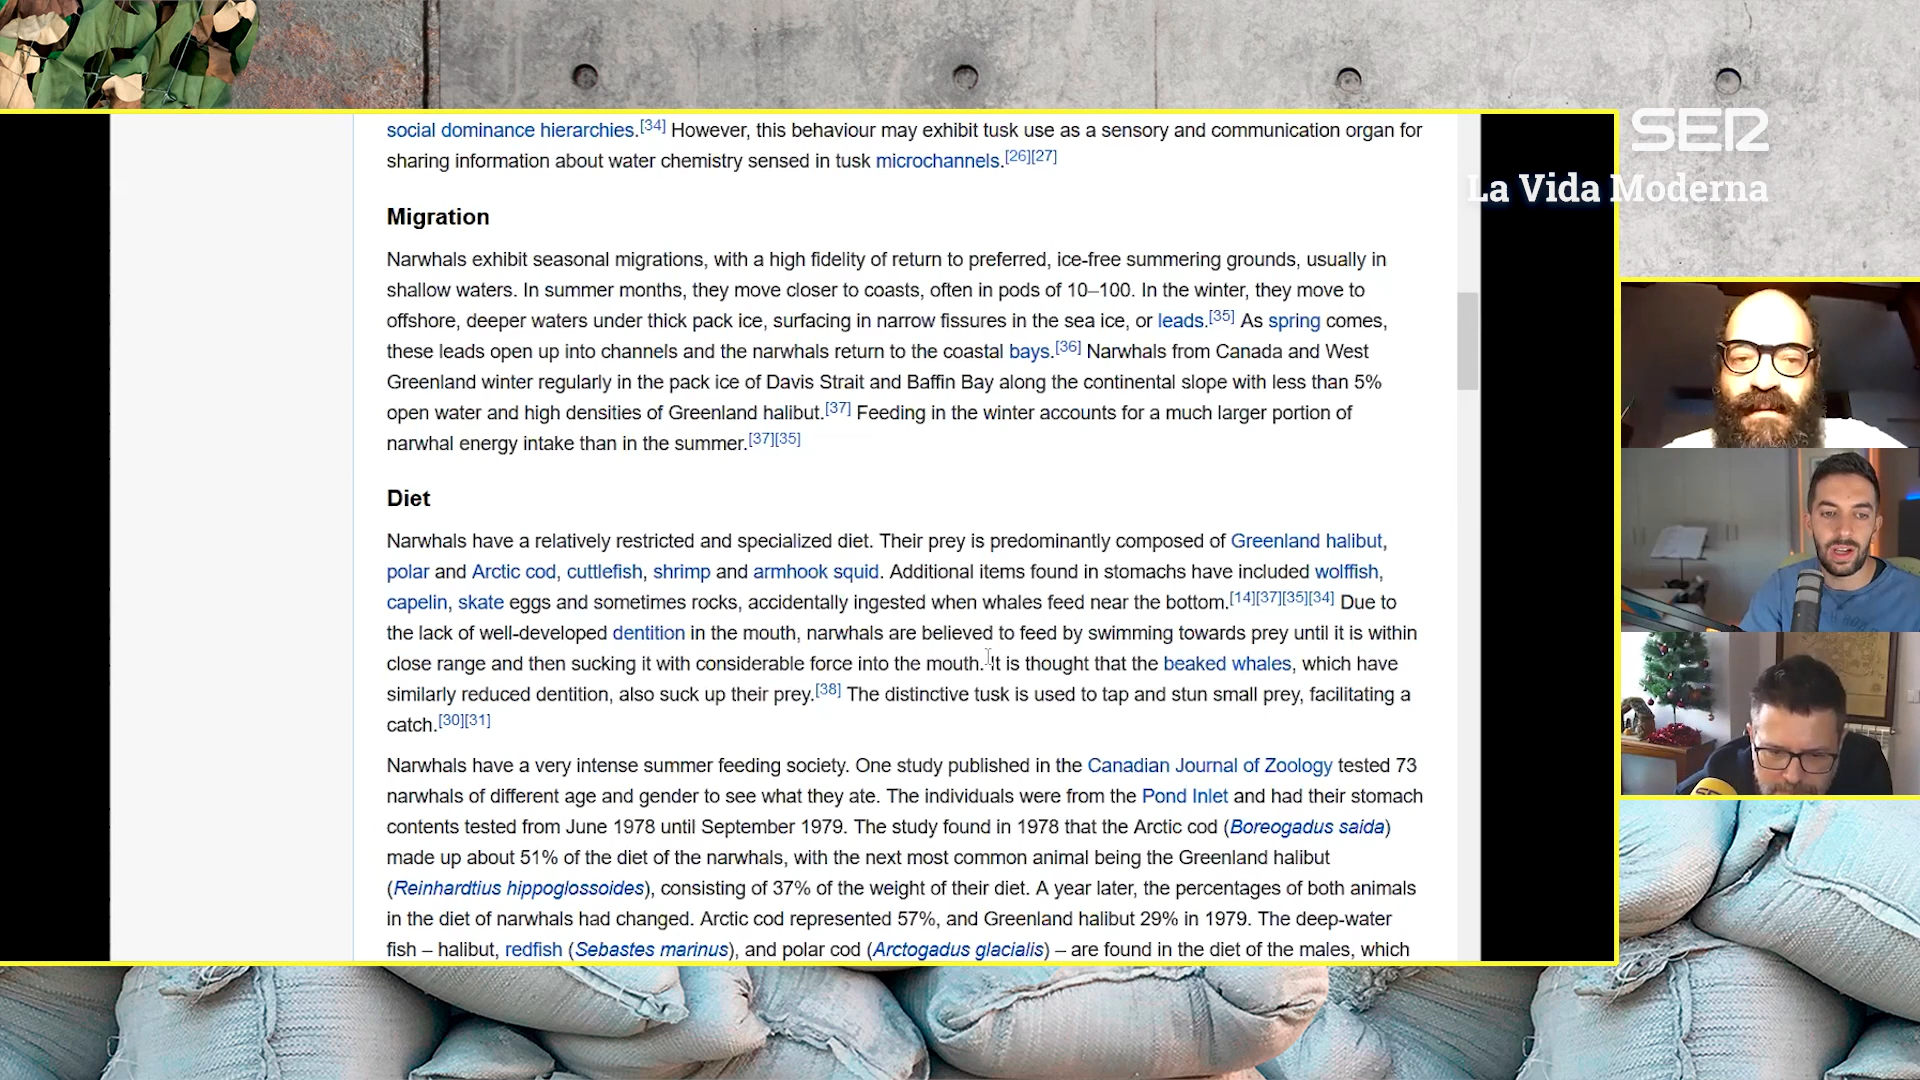 social dominance hierarchies.[34] However, this behaviour may exhibit tusk use as a sensory and communication organ for
sharing information about water chemistry sensed in tusk microchannels.[26][27]
SER
La Vida Moderna
Migration
Narwhals exhibit seasonal migrations, with a high fidelity of return to preferred, ice-free summering grounds, usually in
shallow waters. In summer months, they move closer to coasts, often in pods of 10–100. In the winter, they move to
offshore, deeper waters under thick pack ice, surfacing in narrow fissures in the sea ice, or leads.[35] As spring comes,
these leads open up into channels and the narwhals return to the coastal bays.[36] Narwhals from Canada and West
Greenland winter regularly in the pack ice of Davis Strait and Baffin Bay along the continental slope with less than 5%
open water and high densities of Greenland halibut.[37] Feeding in the winter accounts for a much larger portion of
narwhal energy intake than in the summer.[37][35]
Diet
Narwhals have a relatively restricted and specialized diet. Their prey is predominantly composed of Greenland halibut,
polar and Arctic cod, cuttlefish, shrimp and armhook squid. Additional items found in stomachs have included wolffish,
capelin, skate eggs and sometimes rocks, accidentally ingested when whales feed near the bottom.[14][37][35][34] Due to
the lack of well-developed dentition in the mouth, narwhals are believed to feed by swimming towards prey until it is within
close range and then sucking it with considerable force into the mouth. It is thought that the beaked whales, which have
similarly reduced dentition, also suck up their prey.[38] The distinctive tusk is used to tap and stun small prey, facilitating a
catch.[30][31]
Narwhals have a very intense summer feeding society. One study published in the Canadian Journal of Zoology tested 73
narwhals of different age and gender to see what they ate. The individuals were from the Pond Inlet and had their stomach
contents tested from June 1978 until September 1979. The study found in 1978 that the Arctic cod (Boreogadus saida)
made up about 51% of the diet of the narwhals, with the next most common animal being the Greenland halibut
(Reinhardtius hippoglossoides), consisting of 37% of the weight of their diet. A year later, the percentages of both animals
in the diet of narwhals had changed. Arctic cod represented 57%, and Greenland halibut 29% in 1979. The deep-water
fish – halibut, redfish (Sebastes marinus), and polar cod (Arctogadus glacialis) – are found in the diet of the males, which